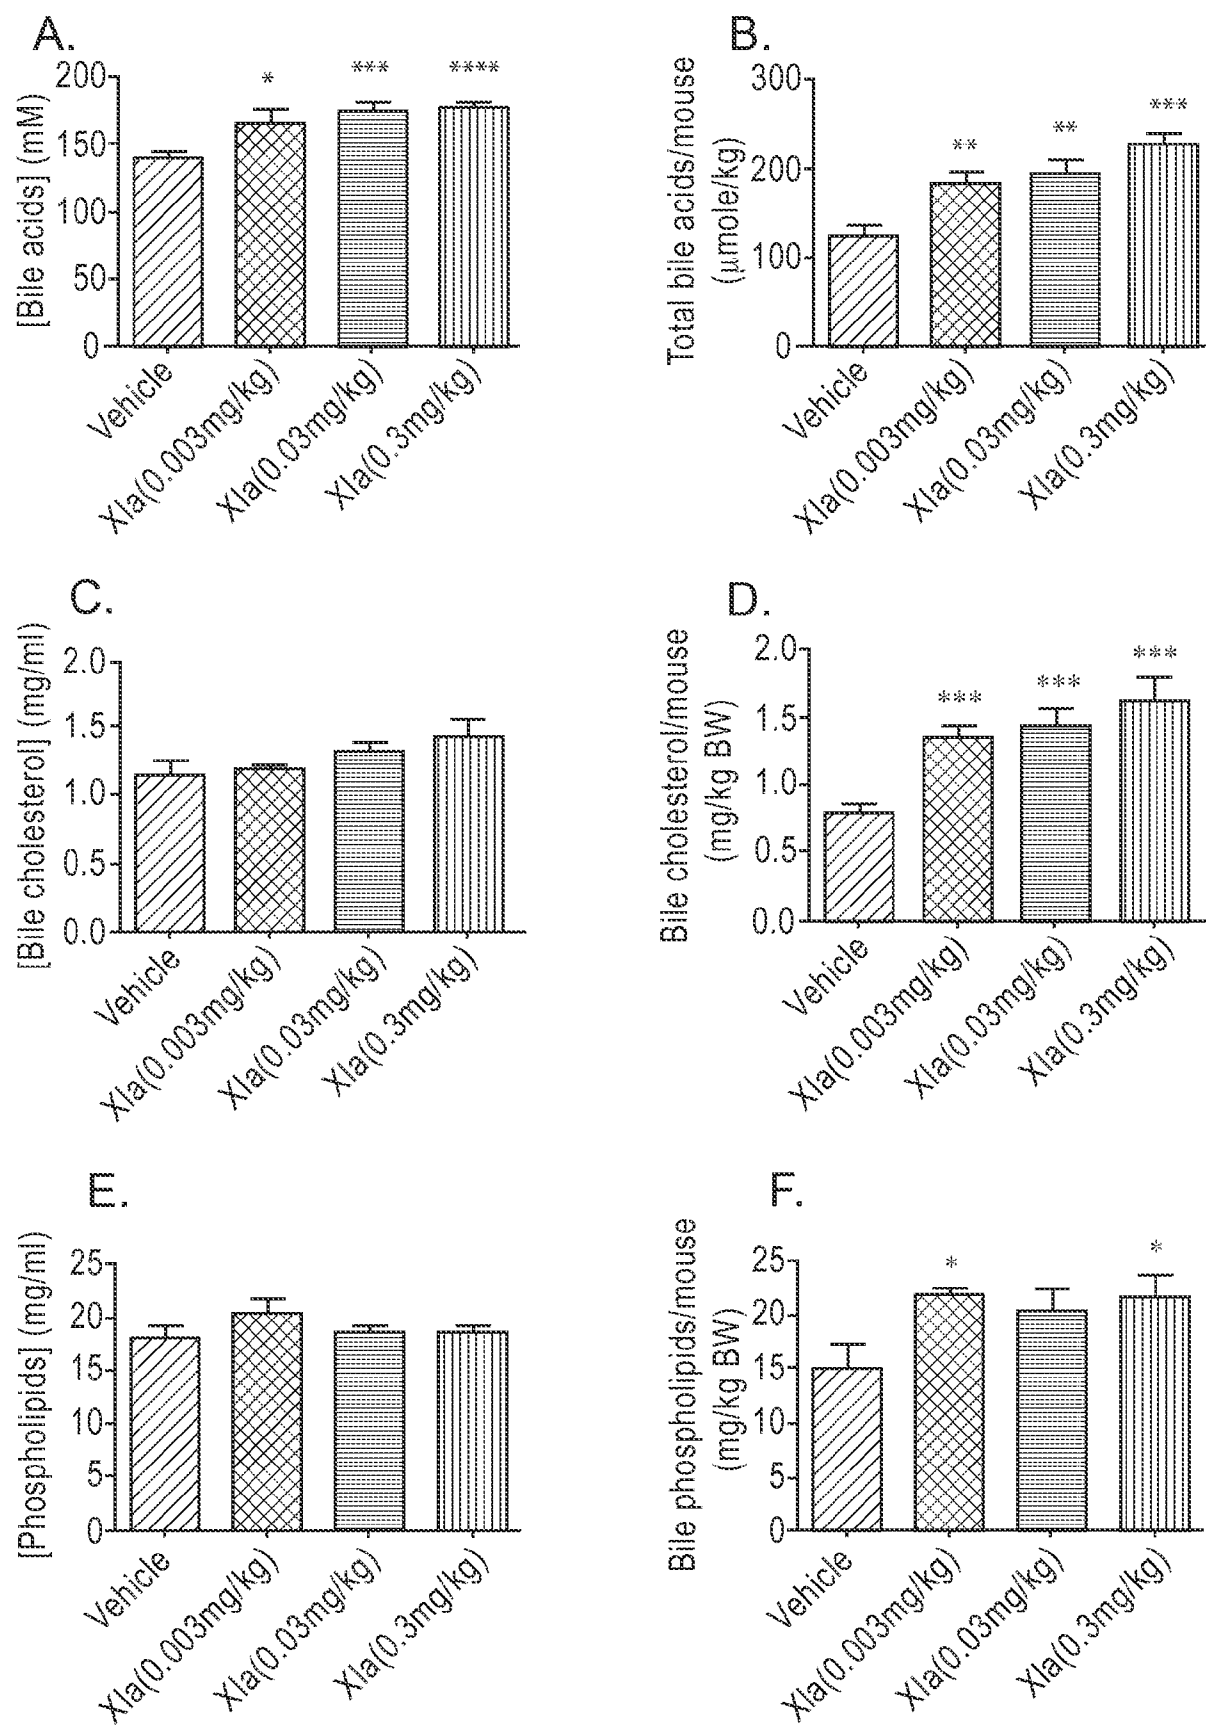 A.
[Bile acids] (mM)
200
150
100
50
0
*
***
****
Vehicle
XIa(0.003mg/kg)
XIa(0.03mg/kg)
XIa(0.3mg/kg)
B.
Total bile acids/mouse
(µmole/kg)
300
200
100
0
**
**
***
Vehicle
XIa(0.003mg/kg)
XIa(0.03mg/kg)
XIa(0.3mg/kg)
C.
[Bile cholesterol] (mg/ml)
2.0
1.5
1.0
0.5
0.0
Vehicle
XIa(0.003mg/kg)
XIa(0.03mg/kg)
XIa(0.3mg/kg)
D.
Bile cholesterol/mouse
(mg/kg BW)
2.0
1.5
1.0
0.5
0.0
***
***
***
Vehicle
XIa(0.003mg/kg)
XIa(0.03mg/kg)
XIa(0.3mg/kg)
E.
[Phospholipids] (mg/ml)
25
20
15
10
5
0
Vehicle
XIa(0.003mg/kg)
XIa(0.03mg/kg)
XIa(0.3mg/kg)
F.
Bile phospholipids/mouse
(mg/kg BW)
25
20
15
10
5
0
*
*
Vehicle
XIa(0.003mg/kg)
XIa(0.03mg/kg)
XIa(0.3mg/kg)